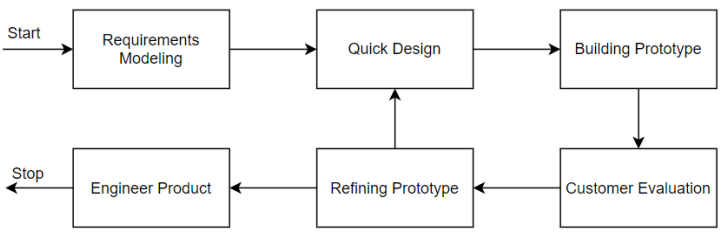 Start
Requirements
Modeling
Quick Design
Building Prototype
Stop
Engineer Product
Refining Prototype
Customer Evaluation